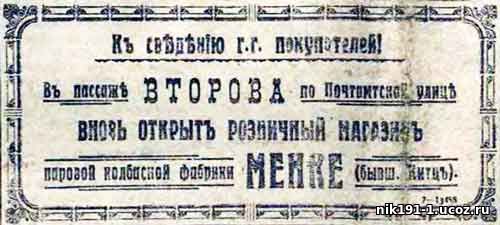 Къ свѣдѣнію г.г. покупателей!
Въ пассажѣ ВТОРОВА по Почтамтской улицѣ
ВНОВЬ ОТКРЫТЪ РОЗНИЧНЫЙ МАГАЗИНЪ
паровой колбасной фабрики МЕНКЕ (бывш. Китцъ).
nik191-1.ucoz.ru